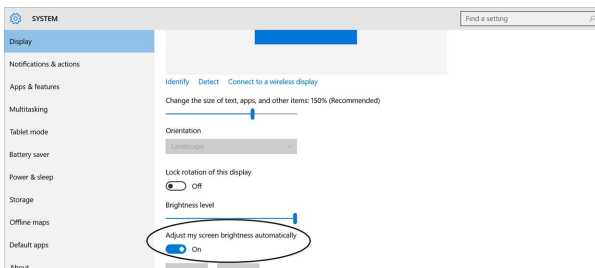 SYSTEM
Find a setting
Display
Notifications & actions
Apps & features
Multitasking
Tablet mode
Battery saver
Power & sleep
Storage
Offline maps
Default apps
About
Identify Detect Connect to a wireless display
Change the size of text, apps, and other items: 150% (Recommended)
Orientation
Landscape
Lock rotation of this display
Off
Brightness level
Adjust my screen brightness automatically
On